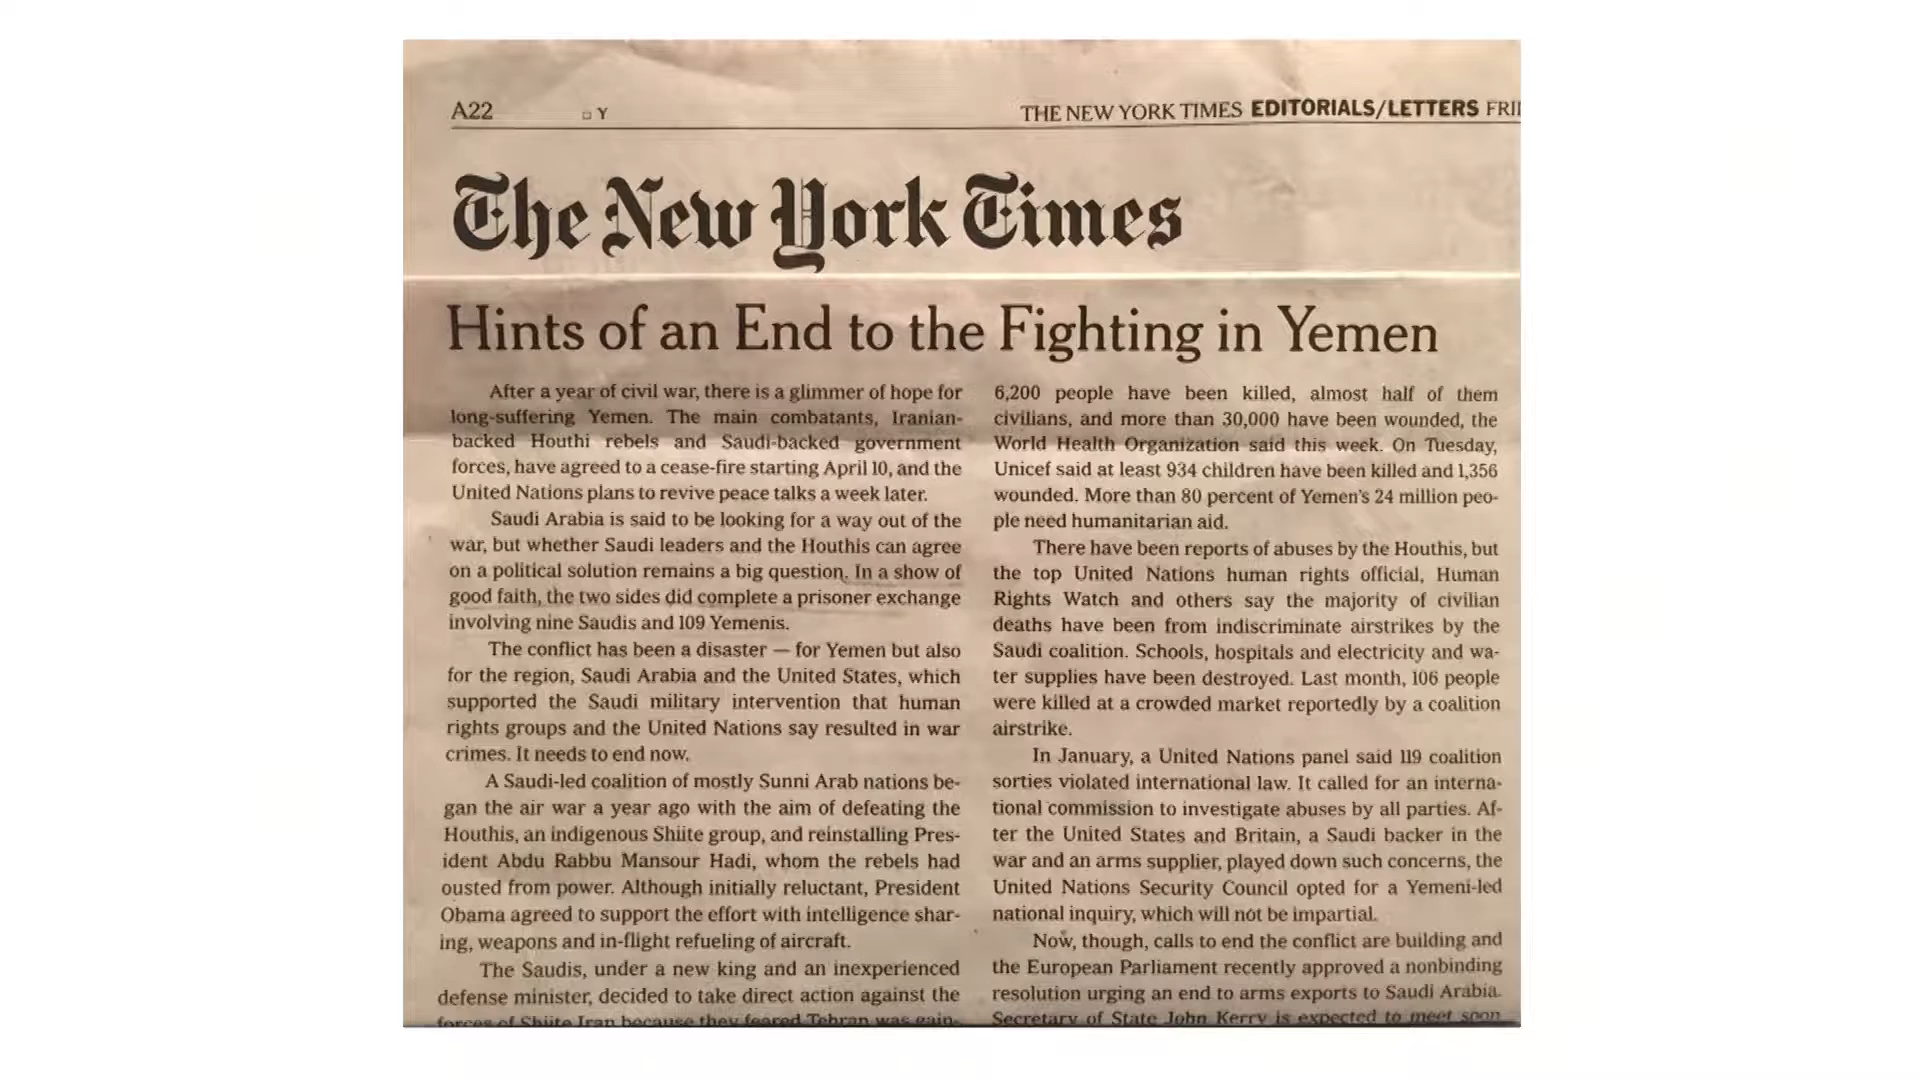 A22
□ Y
THE NEW YORK TIMES EDITORIALS/LETTERS FRI
The New York Times
Hints of an End to the Fighting in Yemen
After a year of civil war, there is a glimmer of hope for
long-suffering Yemen. The main combatants, Iranian-
backed Houthi rebels and Saudi-backed government
forces, have agreed to a cease-fire starting April 10, and the
United Nations plans to revive peace talks a week later.
Saudi Arabia is said to be looking for a way out of the
war, but whether Saudi leaders and the Houthis can agree
on a political solution remains a big question. In a show of
good faith, the two sides did complete a prisoner exchange
involving nine Saudis and 109 Yemenis.
The conflict has been a disaster — for Yemen but also
for the region, Saudi Arabia and the United States, which
supported the Saudi military intervention that human
rights groups and the United Nations say resulted in war
crimes. It needs to end now.
A Saudi-led coalition of mostly Sunni Arab nations be-
gan the air war a year ago with the aim of defeating the
Houthis, an indigenous Shiite group, and reinstalling Pres-
ident Abdu Rabbu Mansour Hadi, whom the rebels had
ousted from power. Although initially reluctant, President
Obama agreed to support the effort with intelligence shar-
ing, weapons and in-flight refueling of aircraft.
The Saudis, under a new king and an inexperienced
defense minister, decided to take direct action against the
forces of Shiite Iran because they feared Tehran was gain-
6,200 people have been killed, almost half of them
civilians, and more than 30,000 have been wounded, the
World Health Organization said this week. On Tuesday,
Unicef said at least 934 children have been killed and 1,356
wounded. More than 80 percent of Yemen's 24 million peo-
ple need humanitarian aid.
There have been reports of abuses by the Houthis, but
the top United Nations human rights official, Human
Rights Watch and others say the majority of civilian
deaths have been from indiscriminate airstrikes by the
Saudi coalition. Schools, hospitals and electricity and wa-
ter supplies have been destroyed. Last month, 106 people
were killed at a crowded market reportedly by a coalition
airstrike.
In January, a United Nations panel said 119 coalition
sorties violated international law. It called for an interna-
tional commission to investigate abuses by all parties. Af-
ter the United States and Britain, a Saudi backer in the
war and an arms supplier, played down such concerns, the
United Nations Security Council opted for a Yemeni-led
national inquiry, which will not be impartial.
Now, though, calls to end the conflict are building and
the European Parliament recently approved a nonbinding
resolution urging an end to arms exports to Saudi Arabia.
Secretary of State John Kerry is expected to meet soon